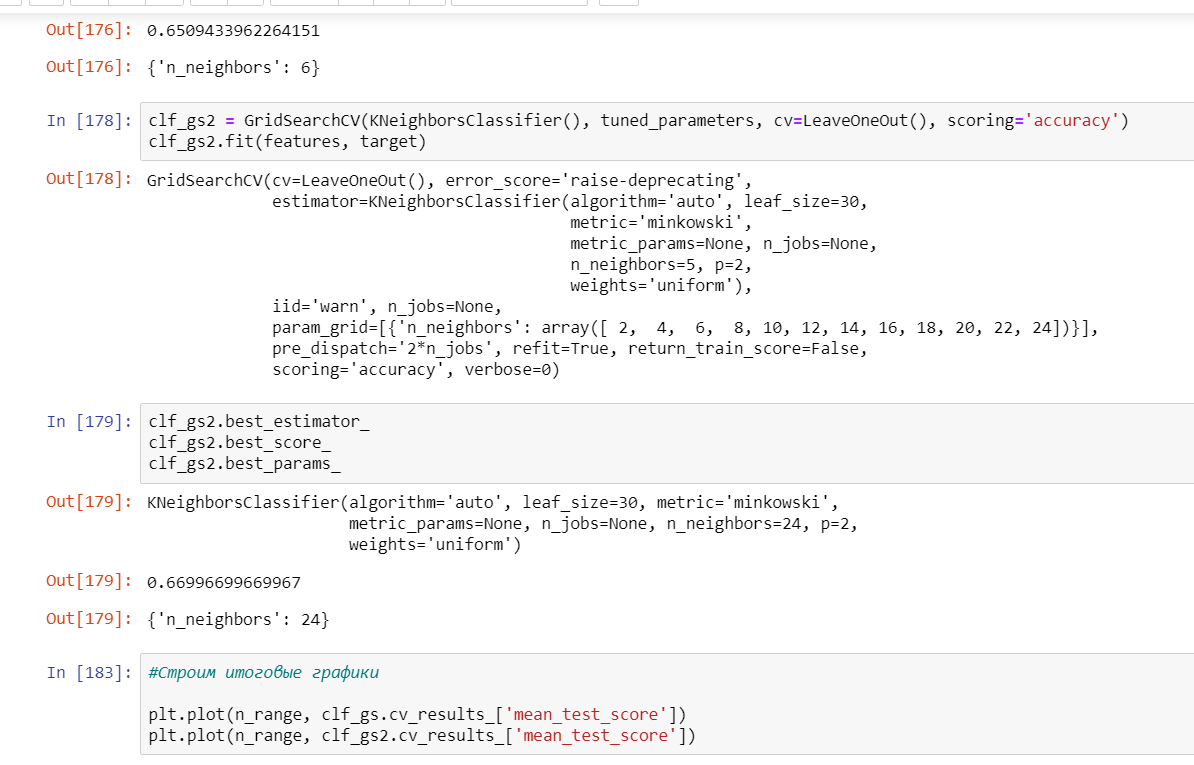 Out[176]: 0.6509433962264151
Out[176]: {'n_neighbors': 6}
In [178]: clf_gs2 = GridSearchCV(KNeighborsClassifier(), tuned_parameters, cv=LeaveOneOut(), scoring='accuracy')
clf_gs2.fit(features, target)
Out[178]: GridSearchCV(cv=LeaveOneOut(), error_score='raise-deprecating',
estimator=KNeighborsClassifier(algorithm='auto', leaf_size=30,
metric='minkowski',
metric_params=None, n_jobs=None,
n_neighbors=5, p=2,
weights='uniform'),
iid='warn', n_jobs=None,
param_grid=[{'n_neighbors': array([ 2,  4,  6,  8, 10, 12, 14, 16, 18, 20, 22, 24])}],
pre_dispatch='2*n_jobs', refit=True, return_train_score=False,
scoring='accuracy', verbose=0)
In [179]: clf_gs2.best_estimator_
clf_gs2.best_score_
clf_gs2.best_params_
Out[179]: KNeighborsClassifier(algorithm='auto', leaf_size=30, metric='minkowski',
metric_params=None, n_jobs=None, n_neighbors=24, p=2,
weights='uniform')
Out[179]: 0.66996699669967
Out[179]: {'n_neighbors': 24}
In [183]: #Строим итоговые графики
plt.plot(n_range, clf_gs.cv_results_['mean_test_score'])
plt.plot(n_range, clf_gs2.cv_results_['mean_test_score'])